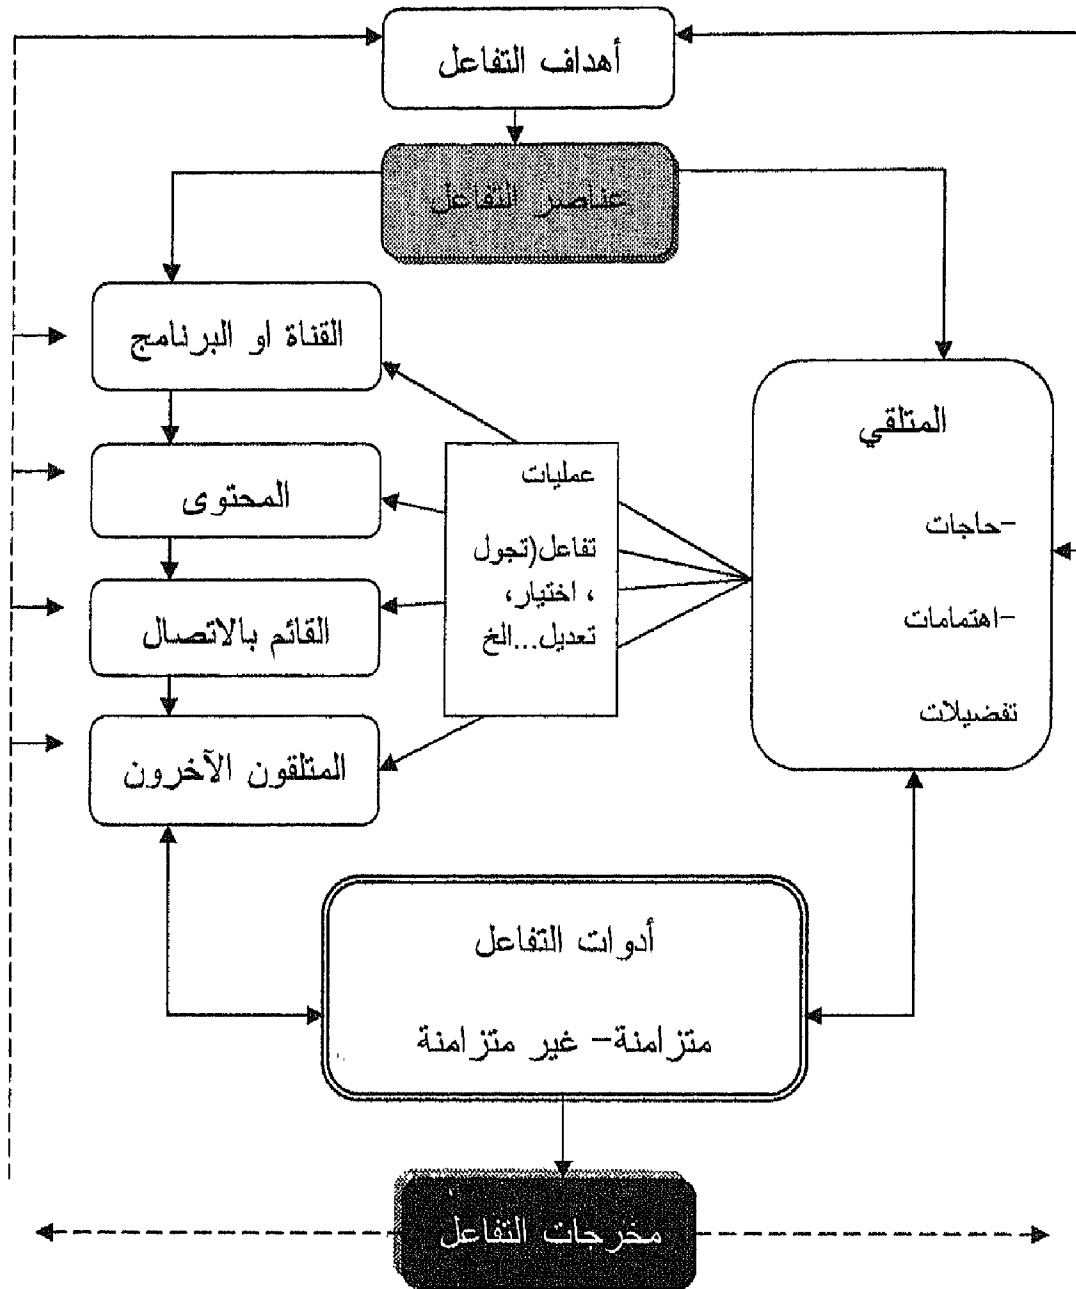 أهداف التفاعل
عناصر التفاعل
القناة او البرنامج
المتلقي
-حاجات
-اهتمامات
تفضيلات
عمليات
تفاعل(تجول
، اختيار،
تعديل...الخ
المحتوى
القائم بالاتصال
المتلقون الآخرون
أدوات التفاعل
متزامنة- غير متزامنة
مخرجات التفاعل